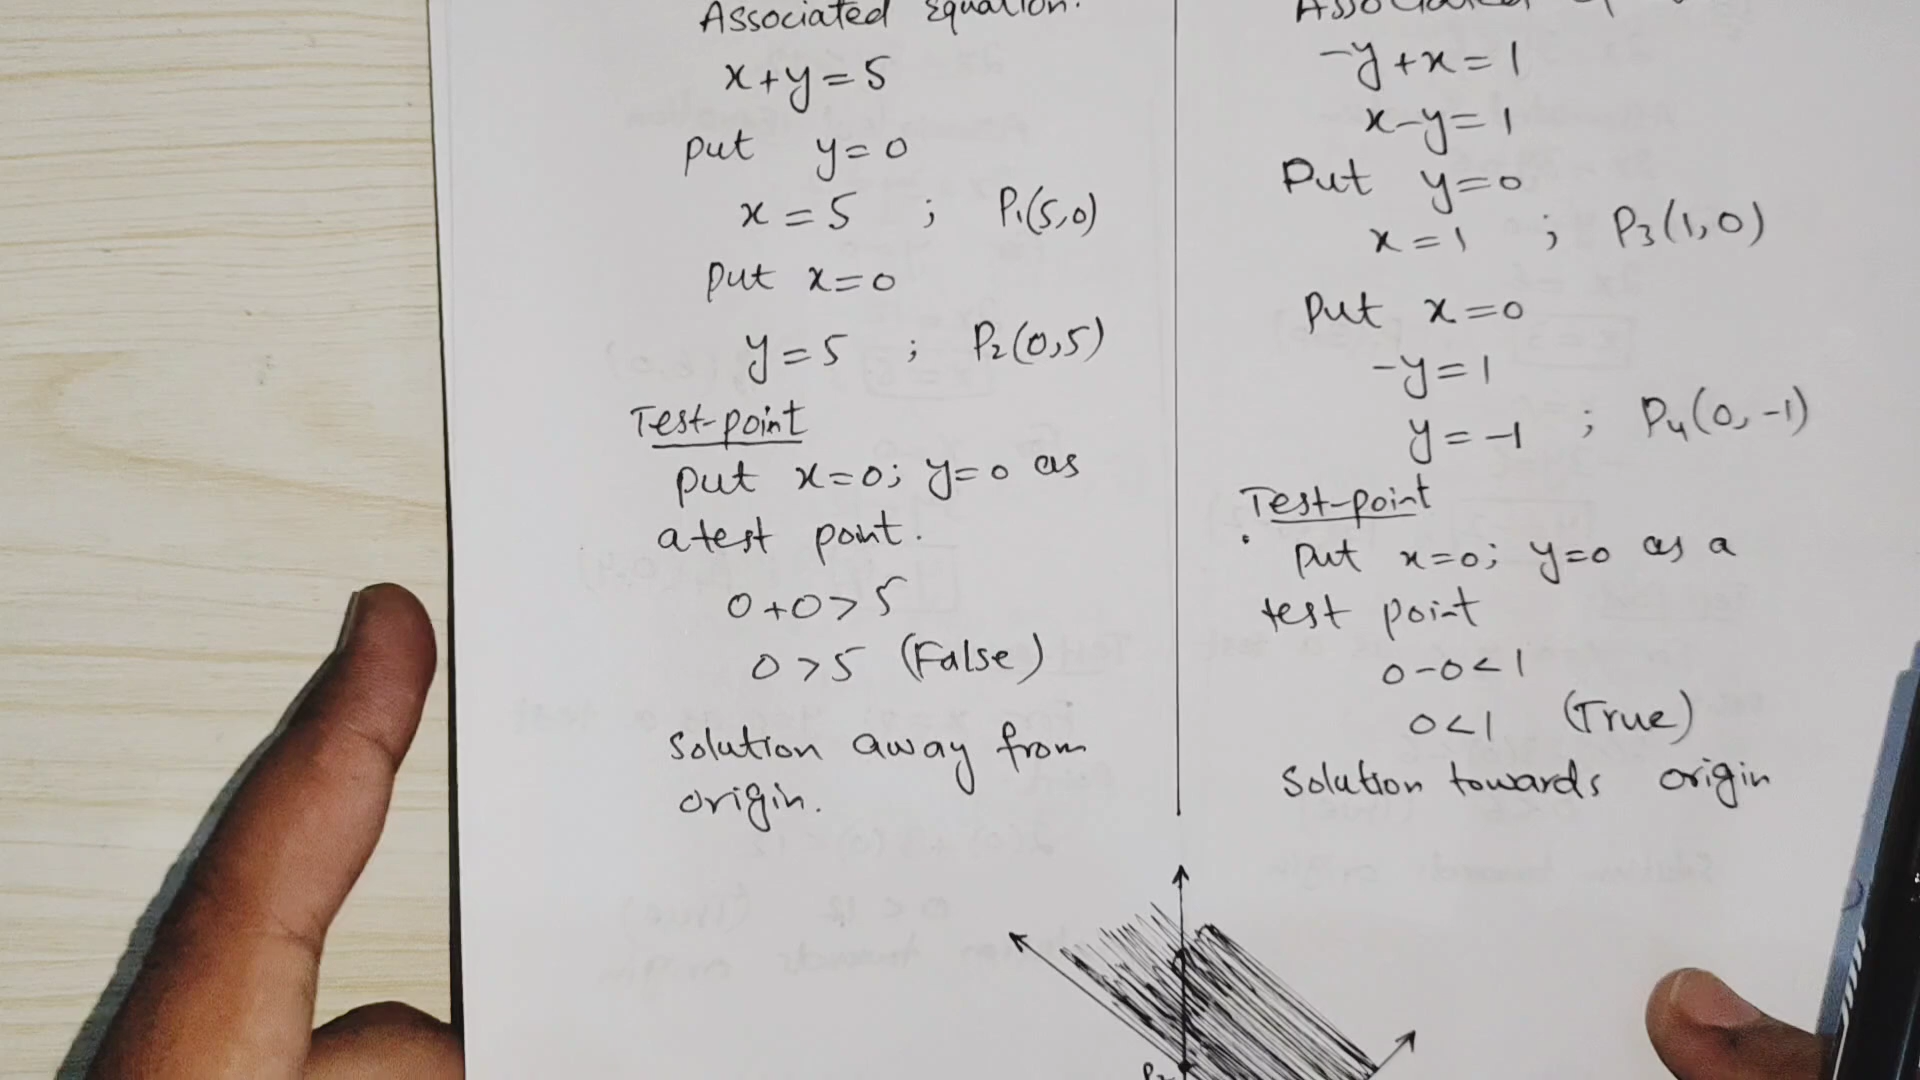 Associated Equation.
x+y=5
put y=0
x=5 ; P1(5,0)
put x=0
y=5 ; P2(0,5)
Test-point
put x=0; y=0 as
a test point.
0+0>5
0>5 (False)
Solution away from
origin.
-y+x=1
x-y=1
Put y=0
x=1 ; P3(1,0)
Put x=0
-y=1
y=-1 ; P4(0,-1)
Test-point
Put x=0; y=0 as a
test point
0-0<1
0<1 (True)
Solution towards origin